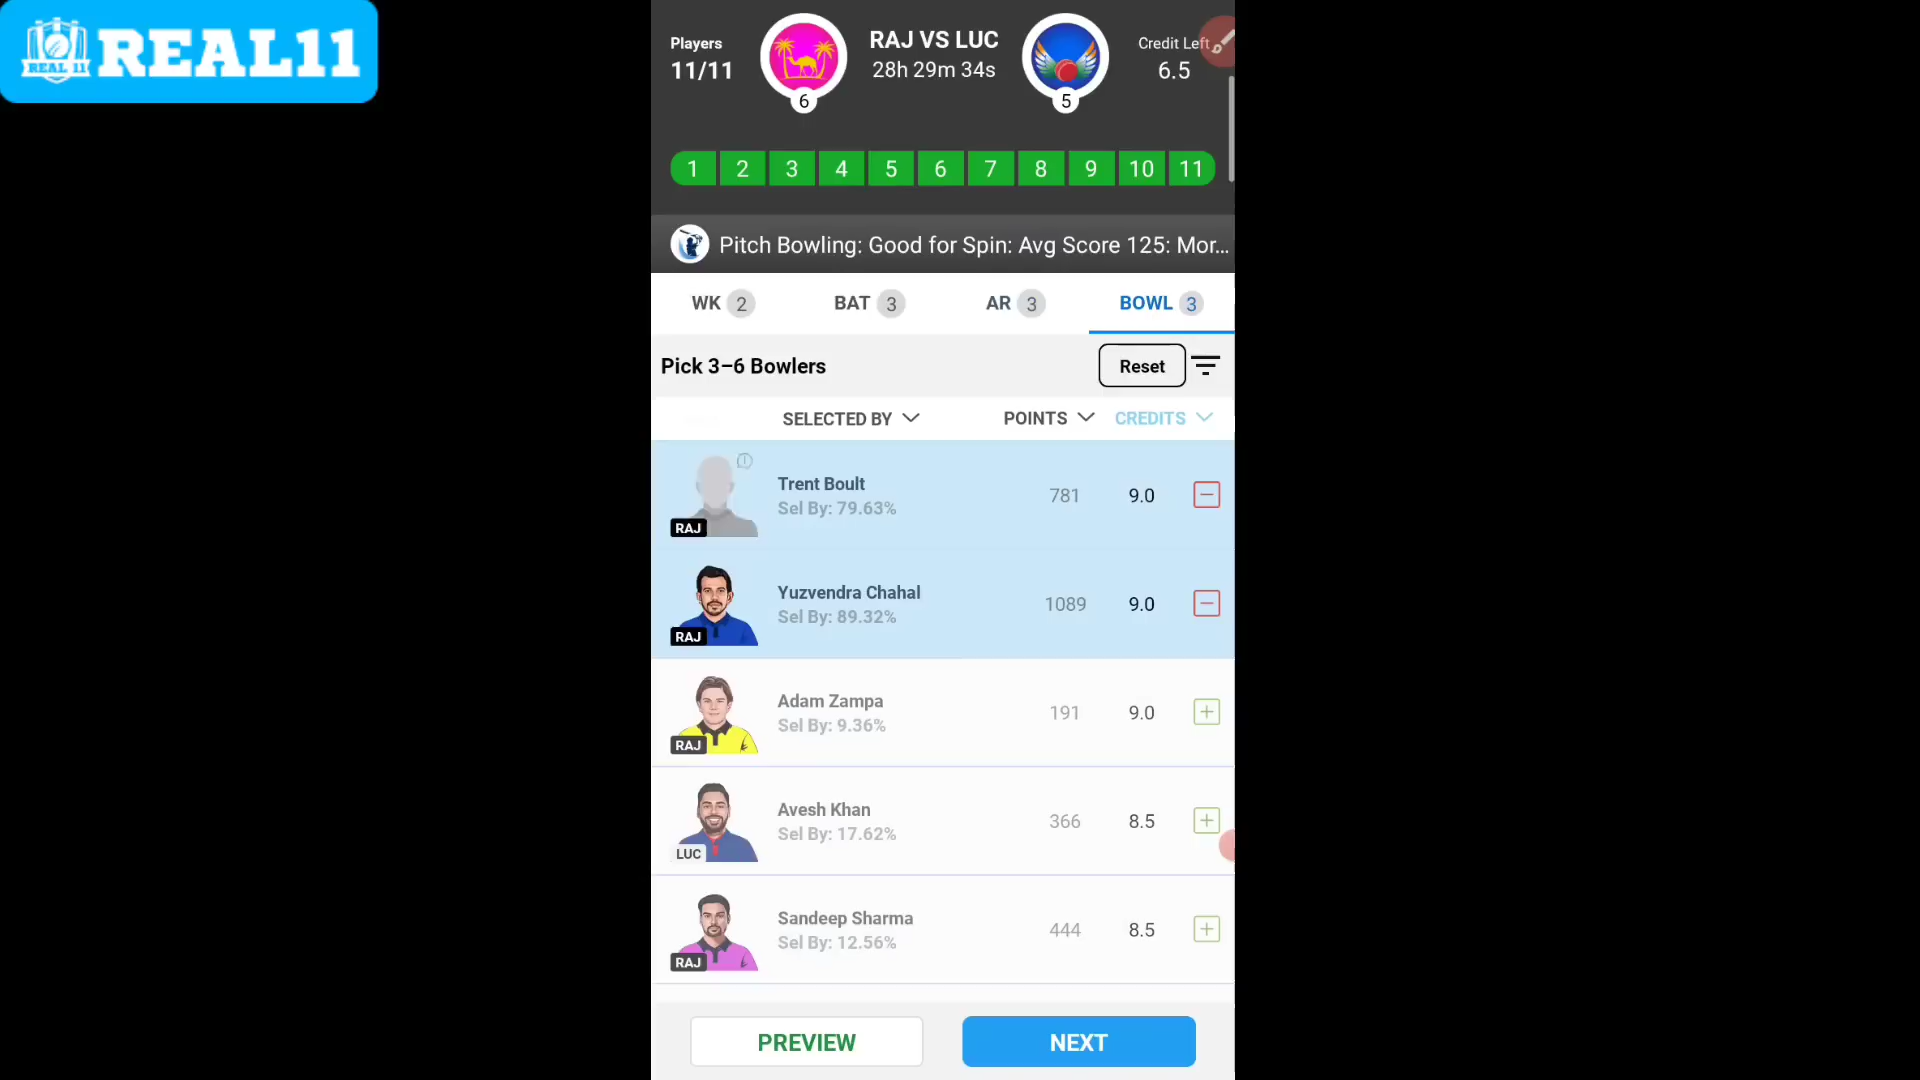 REAL 11 REAL11
Players
11/11
6
RAJ VS LUC
28h 29m 34s
5
Credit Left
6.5
1 2 3 4 5 6 7 8 9 10 11
Pitch Bowling: Good for Spin: Avg Score 125: Mor...
WK 2 BAT 3 AR 3 BOWL 3
Pick 3–6 Bowlers
Reset
SELECTED BY POINTS CREDITS
Trent Boult
Sel By: 79.63%
781 9.0
RAJ
Yuzvendra Chahal
Sel By: 89.32%
1089 9.0
RAJ
Adam Zampa
Sel By: 9.36%
191 9.0
RAJ
Avesh Khan
Sel By: 17.62%
366 8.5
LUC
Sandeep Sharma
Sel By: 12.56%
444 8.5
RAJ
PREVIEW NEXT